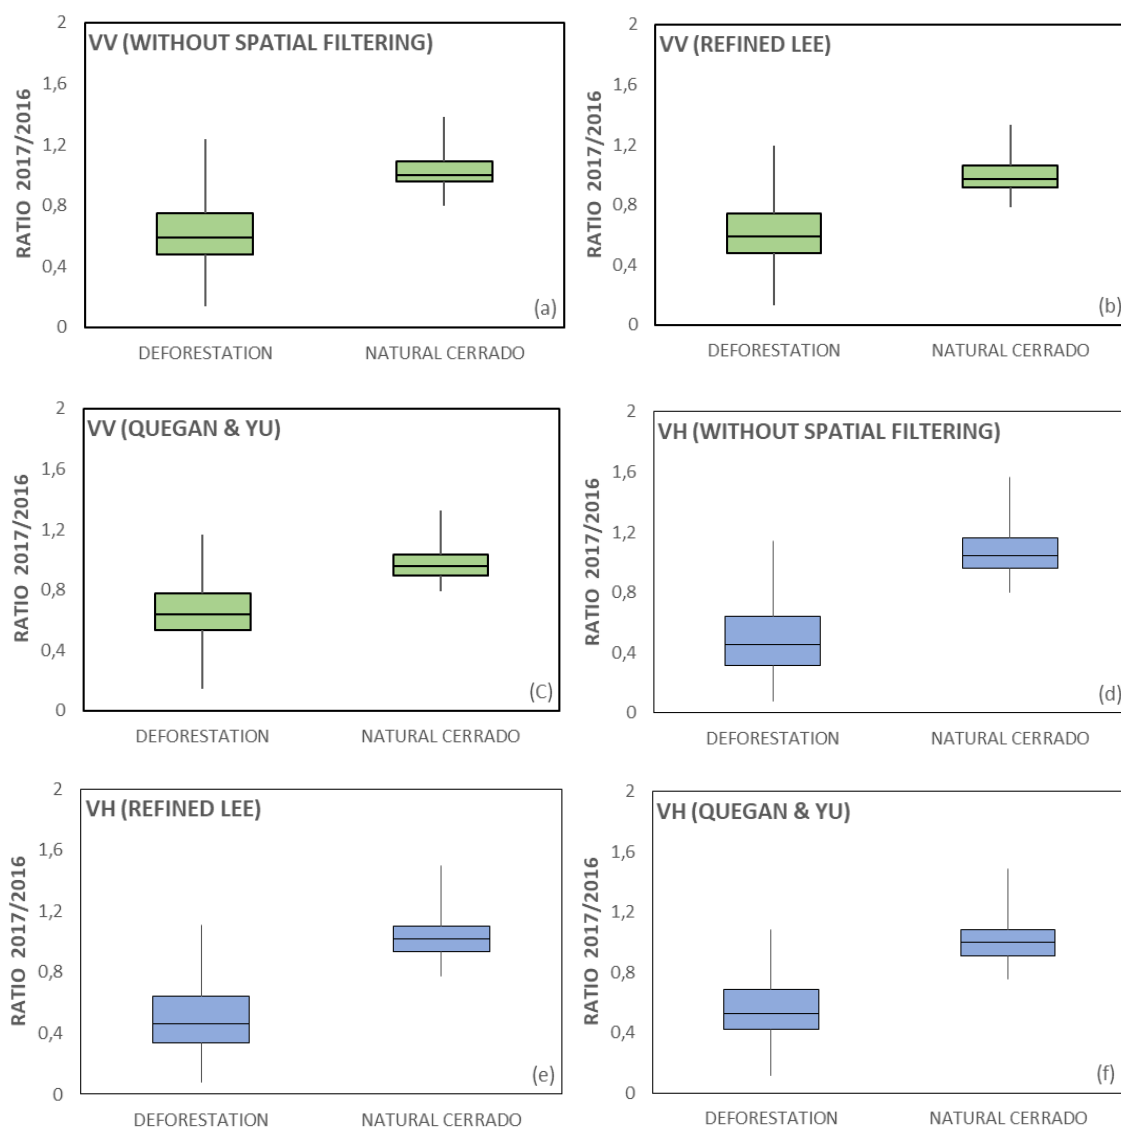 VV (WITHOUT SPATIAL FILTERING)
RATIO 2017/2016
2
1,6
1,2
0,8
0,4
0
(a)
DEFORESTATION
NATURAL CERRADO
VV (REFINED LEE)
RATIO 2017/2016
2
1,6
1,2
0,8
0,4
0
(b)
DEFORESTATION
NATURAL CERRADO
VV (QUEGAN & YU)
RATIO 2017/2016
2
1,6
1,2
0,8
0,4
0
(C)
DEFORESTATION
NATURAL CERRADO
VH (WITHOUT SPATIAL FILTERING)
RATIO 2017/2016
2
1,6
1,2
0,8
0,4
0
(d)
DEFORESTATION
NATURAL CERRADO
VH (REFINED LEE)
RATIO 2017/2016
2
1,6
1,2
0,8
0,4
0
(e)
DEFORESTATION
NATURAL CERRADO
VH (QUEGAN & YU)
RATIO 2017/2016
2
1,6
1,2
0,8
0,4
0
(f)
DEFORESTATION
NATURAL CERRADO